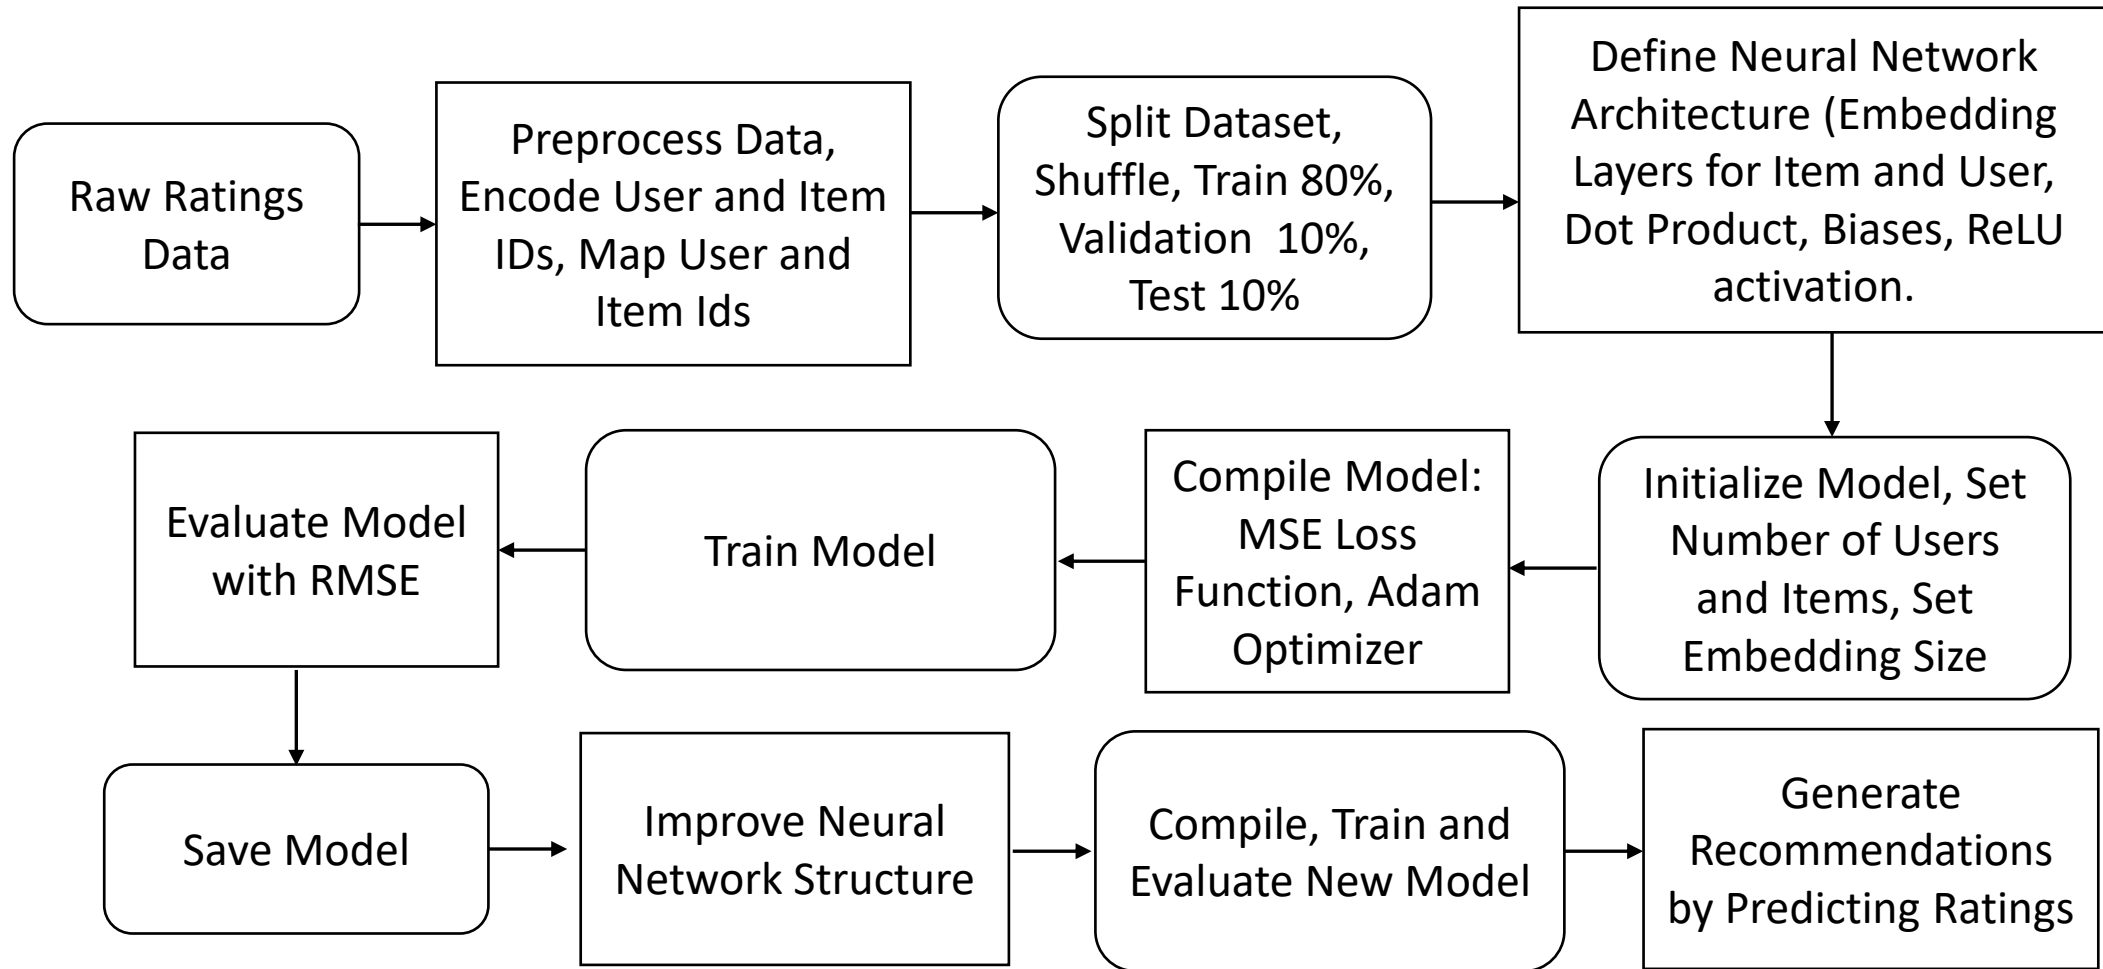 Raw Ratings
Data
Preprocess Data,
Encode User and Item
IDs, Map User and
Item Ids
Split Dataset,
Shuffle, Train 80%,
Validation  10%,
Test 10%
Define Neural Network
Architecture (Embedding
Layers for Item and User,
Dot Product, Biases, ReLU
activation.
Initialize Model, Set
Number of Users
and Items, Set
Embedding Size
Compile Model:
MSE Loss
Function, Adam
Optimizer
Train Model
Evaluate Model
with RMSE
Save Model
Improve Neural
Network Structure
Compile, Train and
Evaluate New Model
Generate
Recommendations
by Predicting Ratings